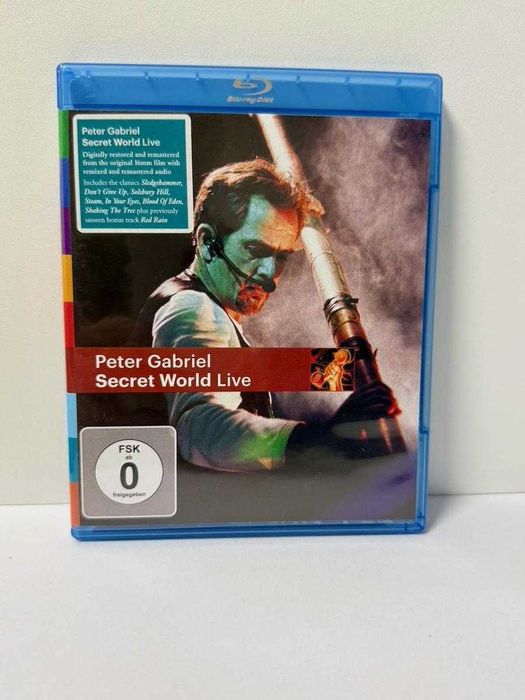 Blu-ray Disc
Peter Gabriel
Secret World Live
Digitally restored and remastered
from the original 16mm film with
remixed and remastered audio
Includes the classics Sledgehammer,
Don't Give Up, Solsbury Hill,
Steam, In Your Eyes, Blood Of Eden,
Shaking The Tree plus previously
unseen bonus track Red Rain
Peter Gabriel
Secret World Live
FSK
ab
0
freigegeben